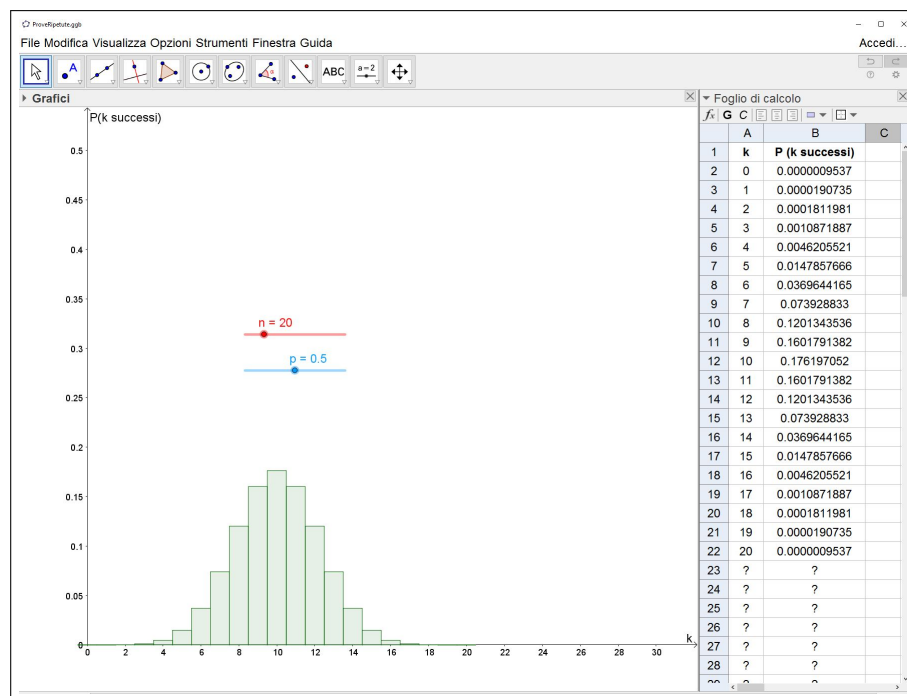 ProveRipetute.ggb
File Modifica Visualizza Opzioni Strumenti Finestra Guida
Accedi...
A
α
ABC
a = 2
Grafici
P(k successi)
0.5
0.45
0.4
0.35
0.3
0.25
0.2
0.15
0.1
0.05
0
n = 20
p = 0.5
0 2 4 6 8 10 12 14 16 18 20 22 24 26 28 30
k
Foglio di calcolo
fx G C
A B C
1 k P (k successi)
2 0 0.0000009537
3 1 0.0000190735
4 2 0.0001811981
5 3 0.0010871887
6 4 0.0046205521
7 5 0.0147857666
8 6 0.0369644165
9 7 0.073928833
10 8 0.1201343536
11 9 0.1601791382
12 10 0.176197052
13 11 0.1601791382
14 12 0.1201343536
15 13 0.073928833
16 14 0.0369644165
17 15 0.0147857666
18 16 0.0046205521
19 17 0.0010871887
20 18 0.0001811981
21 19 0.0000190735
22 20 0.0000009537
23 ? ?
24 ? ?
25 ? ?
26 ? ?
27 ? ?
28 ? ?